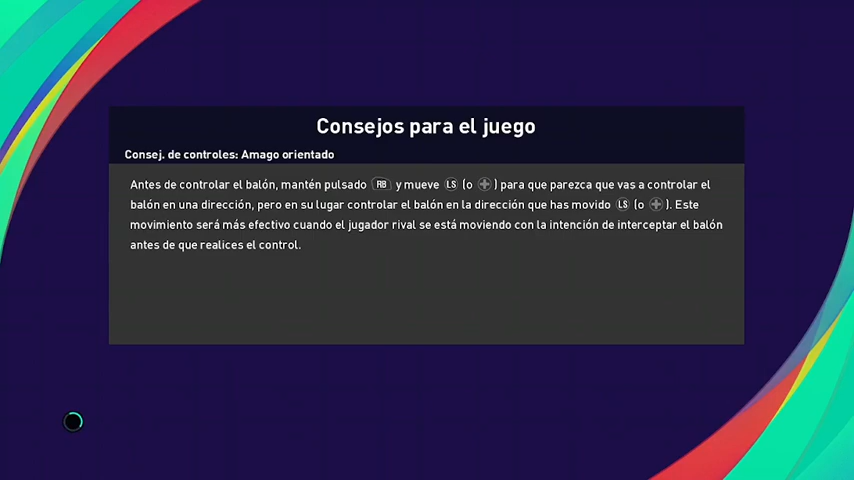 Consejos para el juego
Consej. de controles: Amago orientado
Antes de controlar el balón, mantén pulsado RB y mueve LS (o ) para que parezca que vas a controlar el
balón en una dirección, pero en su lugar controlar el balón en la dirección que has movido LS (o ). Este
movimiento será más efectivo cuando el jugador rival se está moviendo con la intención de interceptar el balón
antes de que realices el control.